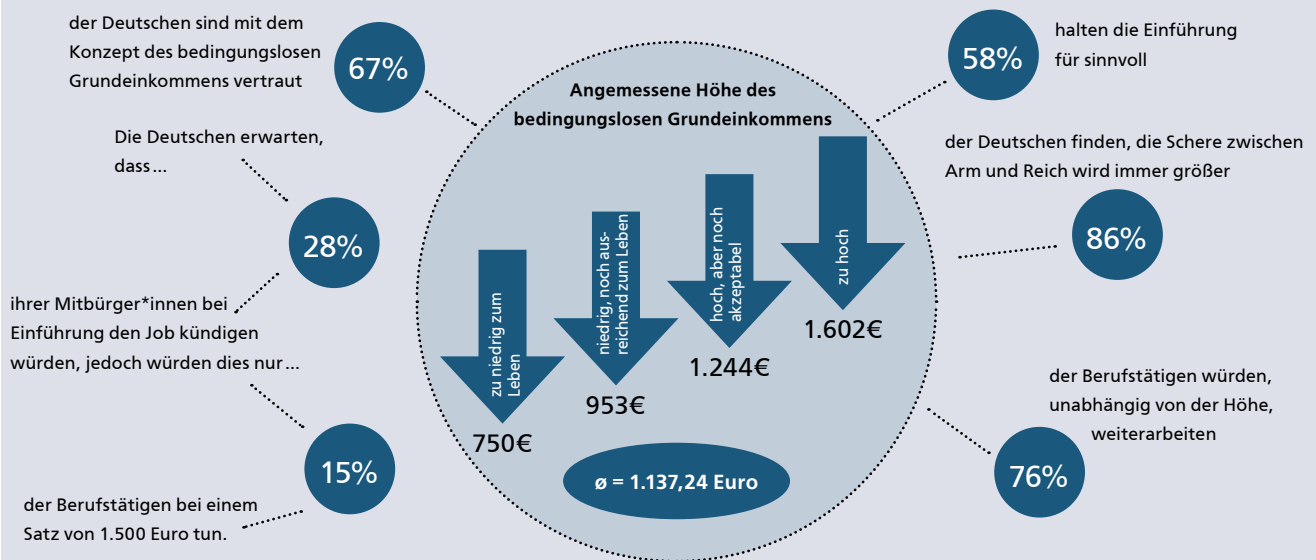 der Deutschen sind mit dem
Konzept des bedingungslosen
Grundeinkommens vertraut
67%
Die Deutschen erwarten,
dass...
28%
ihrer Mitbürger*innen bei
Einführung den Job kündigen
würden, jedoch würden dies nur...
15%
der Berufstätigen bei einem
Satz von 1.500 Euro tun.
Angemessene Höhe des
bedingungslosen Grundeinkommens
zu niedrig zum
Leben
750€
niedrig, noch aus-
reichend zum Leben
953€
hoch, aber noch
akzeptabel
1.244€
zu hoch
1.602€
ø = 1.137,24 Euro
58%
halten die Einführung
für sinnvoll
der Deutschen finden, die Schere zwischen
Arm und Reich wird immer größer
86%
der Berufstätigen würden,
unabhängig von der Höhe,
weiterarbeiten
76%